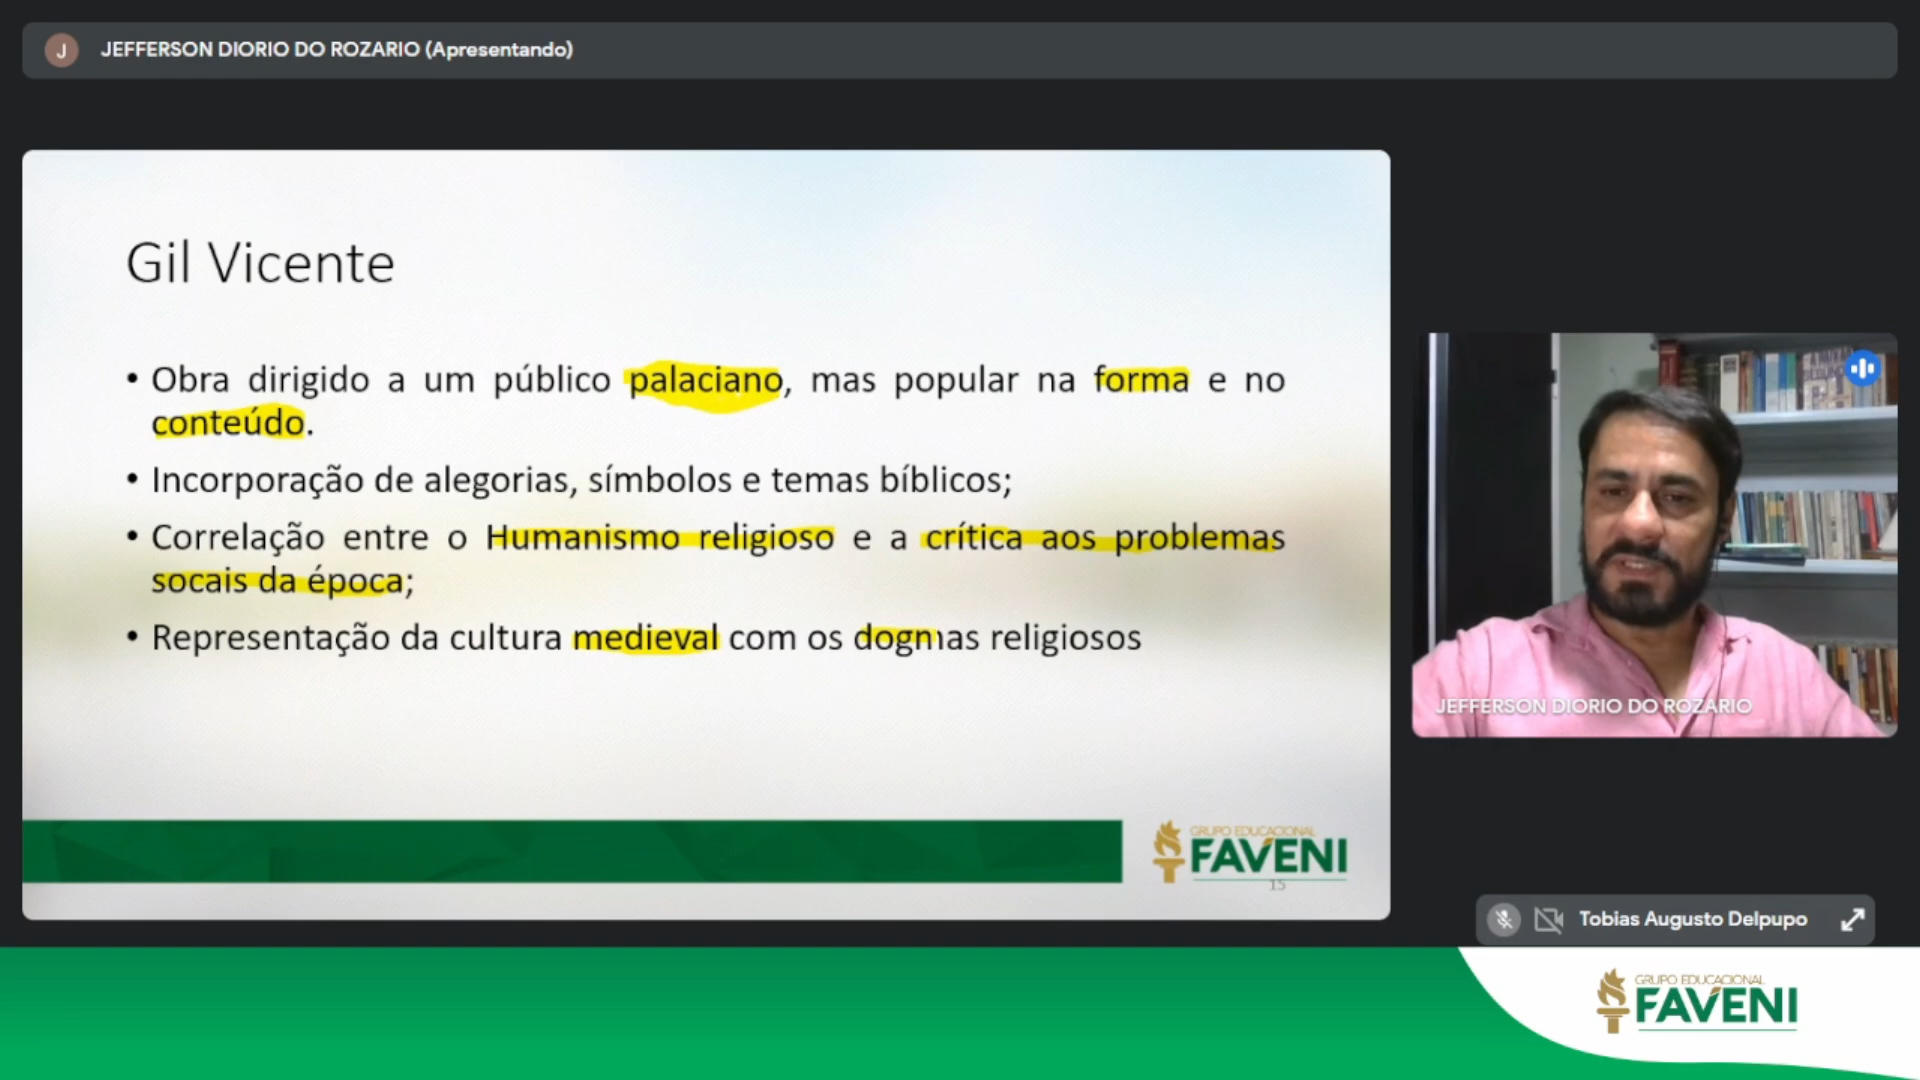 J
JEFFERSON DIORIO DO ROZARIO (Apresentando)
Gil Vicente
• Obra dirigido a um público palaciano, mas popular na forma e no
conteúdo.
• Incorporação de alegorias, símbolos e temas bíblicos;
• Correlação entre o Humanismo religioso e a crítica aos problemas
socais da época;
• Representação da cultura medieval com os dogmas religiosos
GRUPO EDUCACIONAL
FAVENI
15
JEFFERSON DIORIO DO ROZARIO
Tobias Augusto Delpupo
GRUPO EDUCACIONAL
FAVENI